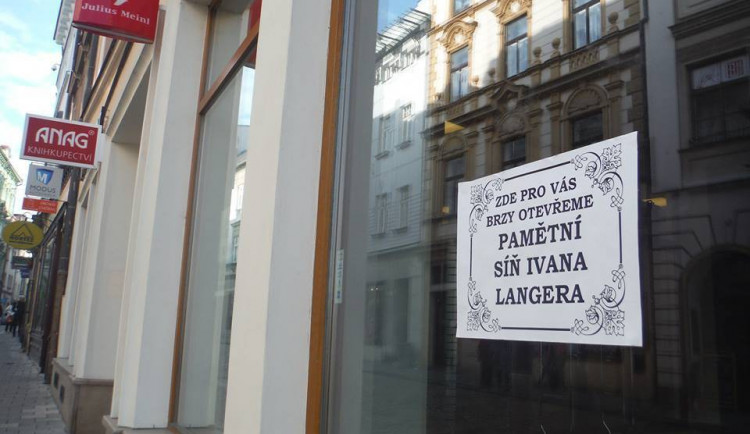 Julius Meinl
ANAG®
KNIHKUPECTVÍ
MODUS
ZDE PRO VÁS
BRZY OTEVŘEME
PAMĚTNÍ
SÍŇ IVANA
LANGERA